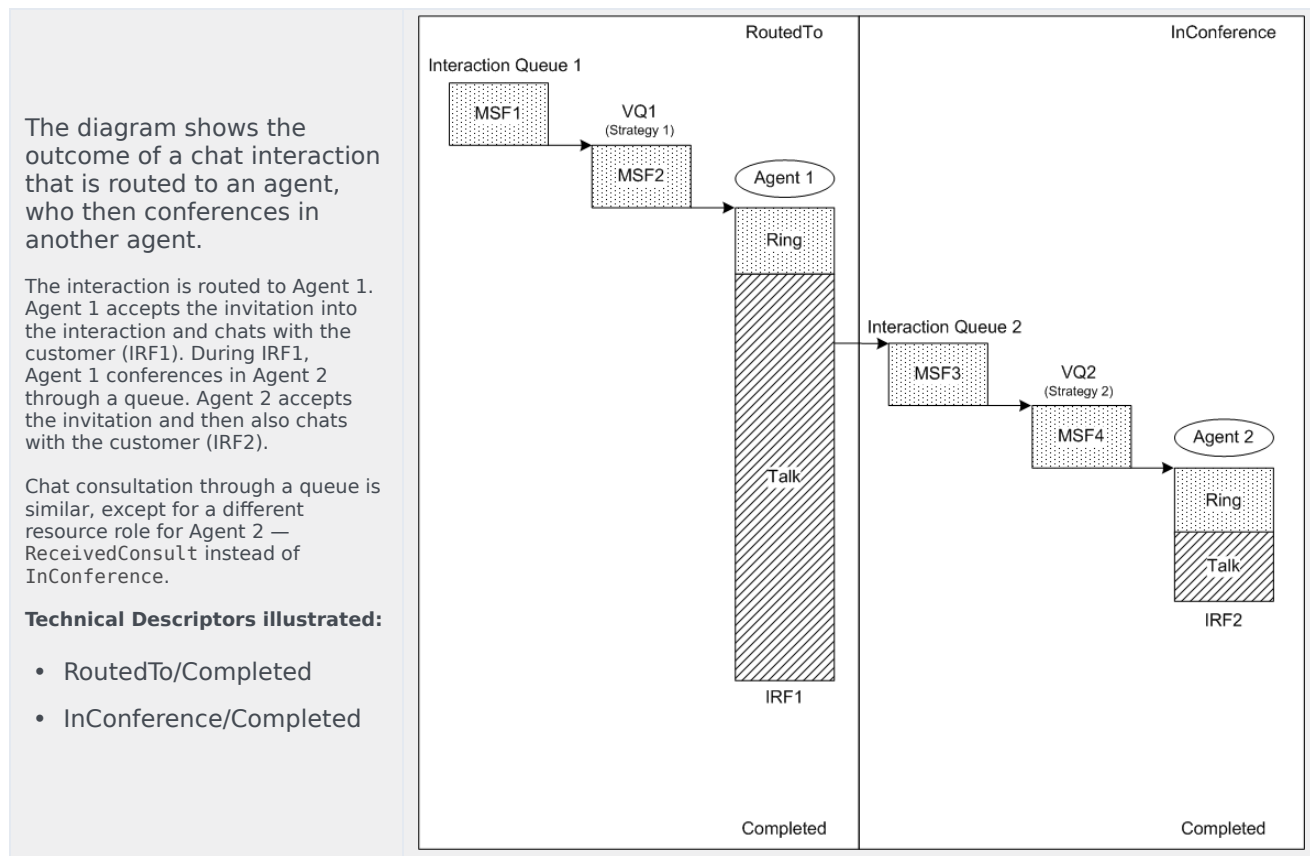 The diagram shows the
outcome of a chat interaction
that is routed to an agent,
who then conferences in
another agent.
The interaction is routed to Agent 1.
Agent 1 accepts the invitation into
the interaction and chats with the
customer (IRF1). During IRF1,
Agent 1 conferences in Agent 2
through a queue. Agent 2 accepts
the invitation and then also chats
with the customer (IRF2).
Chat consultation through a queue is
similar, except for a different
resource role for Agent 2 —
ReceivedConsult instead of
InConference.
Technical Descriptors illustrated:
• RoutedTo/Completed
• InConference/Completed
RoutedTo
Interaction Queue 1
MSF1
VQ1
(Strategy 1)
MSF2
Agent 1
Ring
Talk
IRF1
Completed
InConference
Interaction Queue 2
MSF3
VQ2
(Strategy 2)
MSF4
Agent 2
Ring
Talk
IRF2
Completed